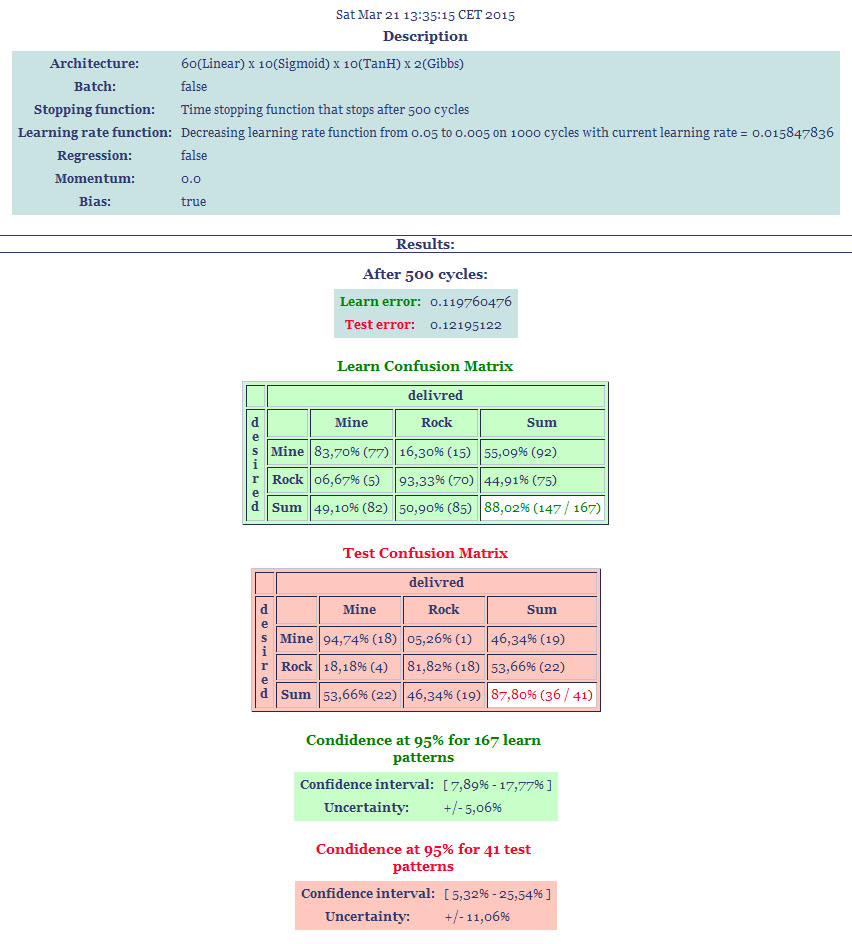 Sat Mar 21 13:35:15 CET 2015
Description
Architecture: 60(Linear) x 10(Sigmoid) x 10(TanH) x 2(Gibbs)
Batch: false
Stopping function: Time stopping function that stops after 500 cycles
Learning rate function: Decreasing learning rate function from 0.05 to 0.005 on 1000 cycles with current learning rate = 0.015847836
Regression: false
Momentum: 0.0
Bias: true
Results:
After 500 cycles:
Learn error: 0.119760476
Test error: 0.12195122
Learn Confusion Matrix
delivred
desired
Mine Rock Sum
Mine 83,70% (77) 16,30% (15) 55,09% (92)
Rock 06,67% (5) 93,33% (70) 44,91% (75)
Sum 49,10% (82) 50,90% (85) 88,02% (147 / 167)
Test Confusion Matrix
delivred
desired
Mine Rock Sum
Mine 94,74% (18) 05,26% (1) 46,34% (19)
Rock 18,18% (4) 81,82% (18) 53,66% (22)
Sum 53,66% (22) 46,34% (19) 87,80% (36 / 41)
Condidence at 95% for 167 learn
patterns
Confidence interval: [ 7,89% - 17,77% ]
Uncertainty: +/- 5,06%
Condidence at 95% for 41 test
patterns
Confidence interval: [ 5,32% - 25,54% ]
Uncertainty: +/- 11,06%